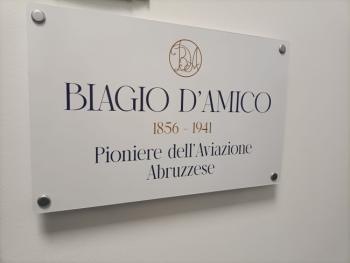 BIAGIO D'AMICO
1856 - 1941
Pioniere dell'Aviazione
Abruzzese